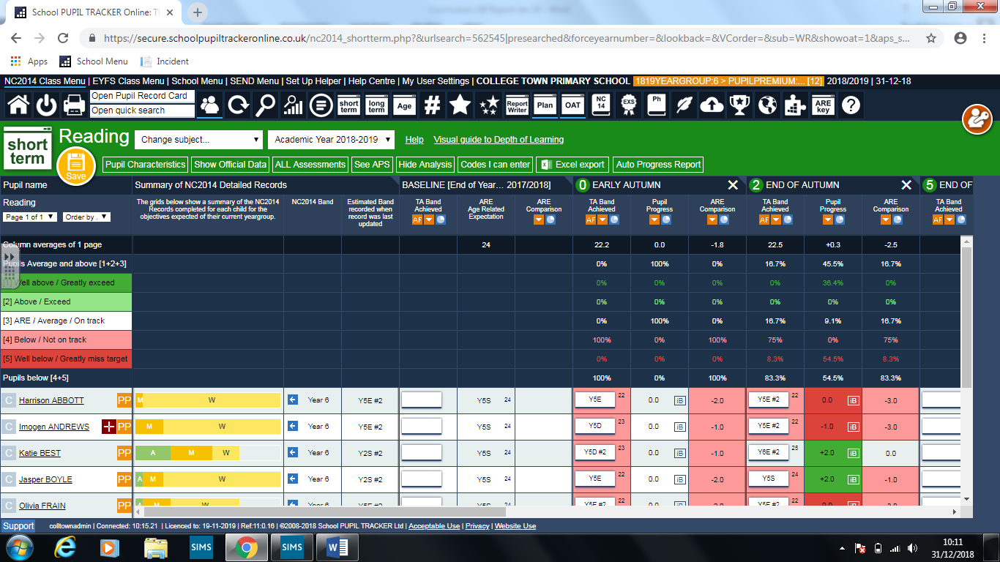 School PUPIL TRACKER Online: Th
https://secure.schoolpupiltrackeronline.co.uk/nc2014_shortterm.php?&urlsearch=562545|presearched&forceyearnumber=&lookback=&VCorder=&sub=WR&showoat=1&aps_s...
Apps School Menu Incident
NC2014 Class Menu | EYFS Class Menu | School Menu | SEND Menu | Set Up Helper | Help Centre | My User Settings | COLLEGE TOWN PRIMARY SCHOOL 1819YEARGROUP:6 > PUPILPREMIUM:... [12] 2018/2019 | 31-12-18
Open Pupil Record Card
Open quick search
short term long term Age # Report Writer Plan OAT NC 14 EXS Ph ARE key ?
short term
Reading Change subject... Academic Year 2018-2019 Help Visual guide to Depth of Learning
Save
Pupil Characteristics Show Official Data ALL Assessments See APS Hide Analysis Codes I can enter Excel export Auto Progress Report
Pupil name Summary of NC2014 Detailed Records BASELINE [End of Year... 2017/2018] 0 EARLY AUTUMN 2 END OF AUTUMN 5 END OF
Reading
Page 1 of 1 Order by .
The grids below show a summary of the NC2014 Records completed for each child for the objectives expected of their current yeargroup.
NC2014 Band
Estimated Band recorded when record was last updated
TA Band Achieved AF
ARE Age Related Expectation
ARE Comparison
TA Band Achieved AF
Pupil Progress
ARE Comparison
TA Band Achieved AF
Pupil Progress
ARE Comparison
TA Band Achieved AF
Column averages of 1 page 24 22.2 0.0 -1.8 22.5 +0.3 -2.5
Pupils Average and above [1+2+3] 0% 100% 0% 16.7% 45.5% 16.7%
[1] Well above / Greatly exceed 0% 0% 0% 0% 36.4% 0%
[2] Above / Exceed 0% 0% 0% 0% 0% 0%
[3] ARE / Average / On track 0% 100% 0% 16.7% 9.1% 16.7%
[4] Below / Not on track 100% 0% 100% 75% 0% 75%
[5] Well below / Greatly miss target 0% 0% 0% 8.3% 54.5% 8.3%
Pupils below [4+5] 100% 0% 100% 83.3% 54.5% 83.3%
C Harrison ABBOTT PP M W Year 6 Y5E #2 Y5S 24 Y5E 22 0.0 iB -2.0 Y5E #2 22 0.0 iB -3.0
C Imogen ANDREWS PP M W Year 6 Y5E #2 Y5S 24 Y5D 23 0.0 iB -1.0 Y5E #2 22 -1.0 iB -3.0
C Katie BEST PP A M W Year 6 Y2S #2 Y5S 24 Y5D #2 23 0.0 iB -1.0 Y6E #2 25 +2.0 iB 0.0
C Jasper BOYLE PP A M W Year 6 Y2S #2 Y5S 24 Y5E 22 0.0 iB -2.0 Y5S 24 +2.0 iB -1.0
C Olivia FRAIN PP A M W Year 6 Y5E #2 Y5S 24 Y5E #2 22 0.0 iB -2.0 Y5E #2 22 0.0 iB -3.0
Support colltownadmin | Connected: 10:15.21 | Licenced to: 19-11-2019 | Ref:11:0.16 | ©2008-2018 School PUPIL TRACKER Ltd | Acceptable Use | Privacy | Website Use
SIMS SIMS W
10:11
31/12/2018